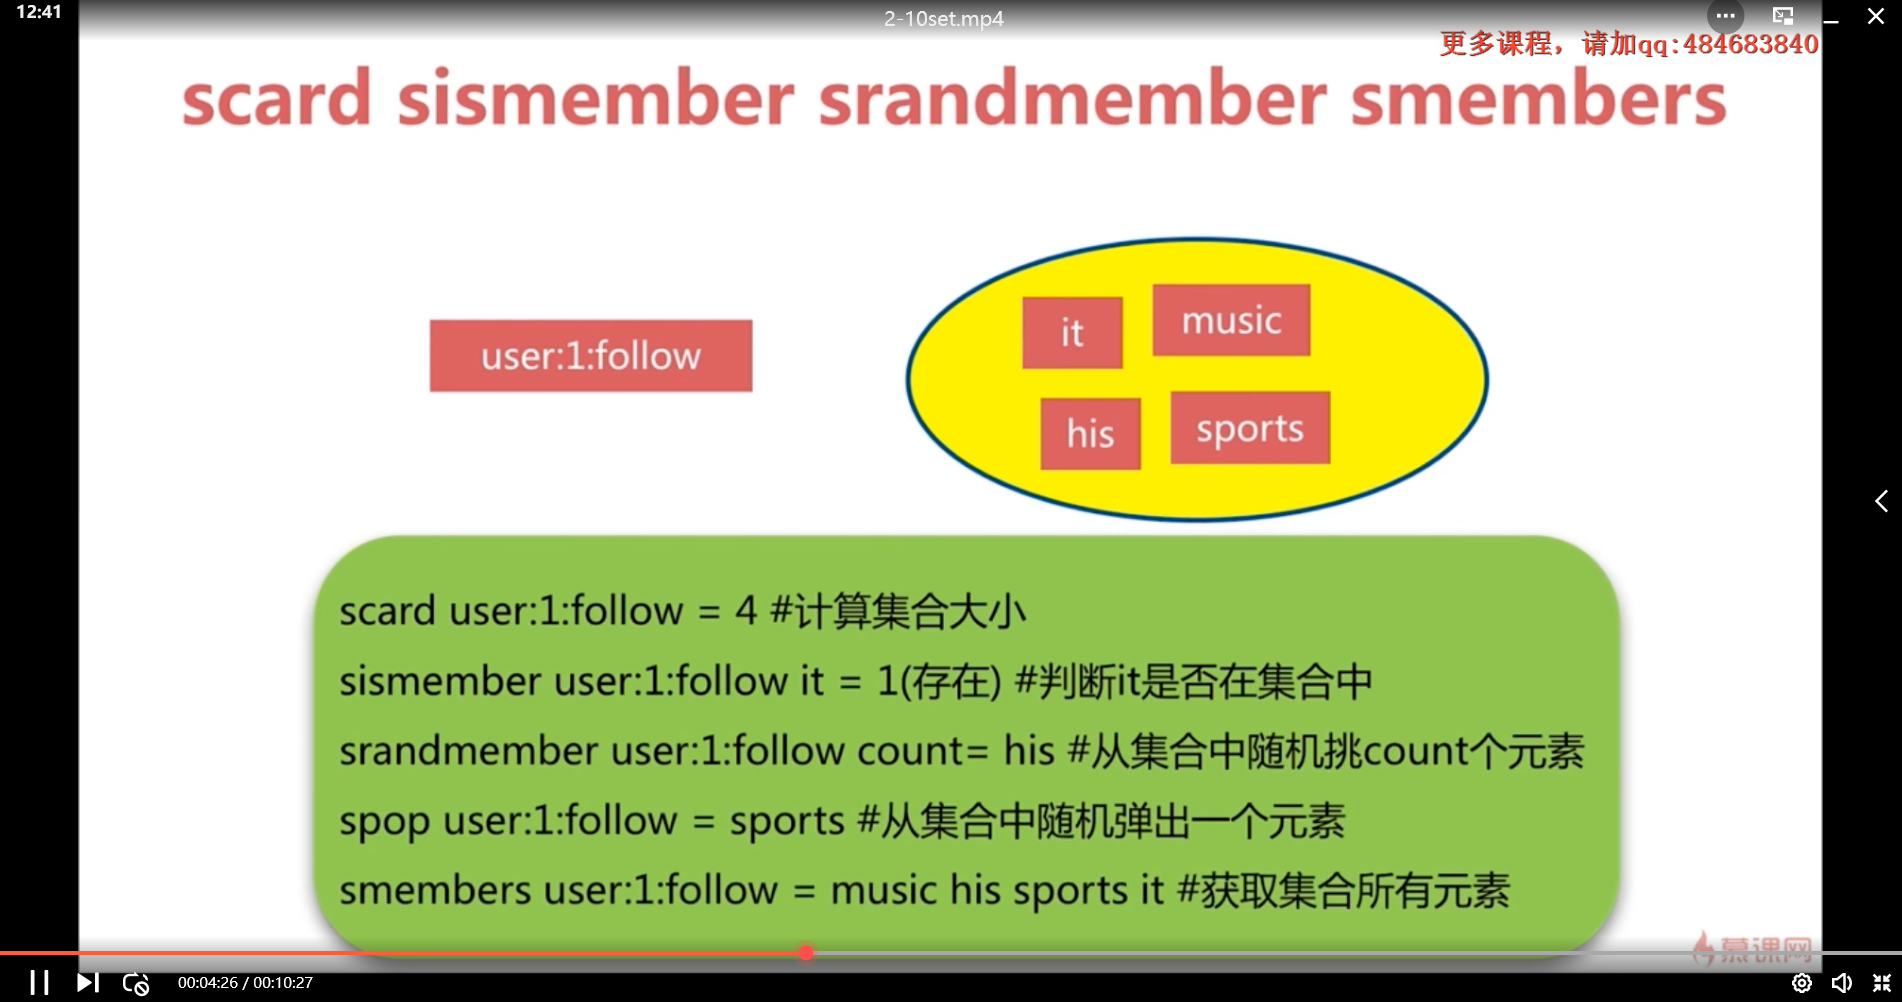 12:41
2-10set.mp4
更多课程，请加qq:484683840
scard sismember srandmember smembers
user:1:follow
it
music
his
sports
scard user:1:follow = 4 #计算集合大小
sismember user:1:follow it = 1(存在) #判断it是否在集合中
srandmember user:1:follow count= his #从集合中随机挑count个元素
spop user:1:follow = sports #从集合中随机弹出一个元素
smembers user:1:follow = music his sports it #获取集合所有元素
慕课网
00:04:26 / 00:10:27